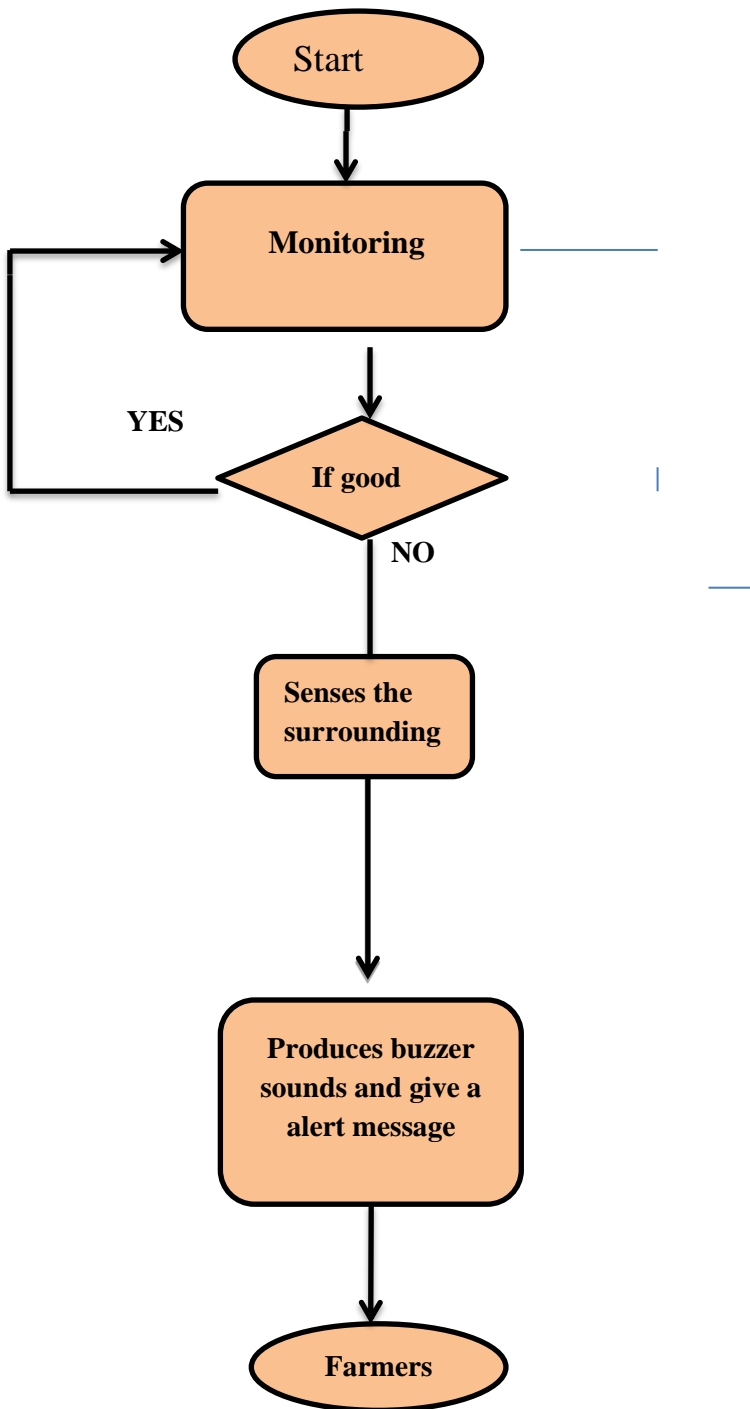 Start
Monitoring
YES
If good
NO
Senses the
surrounding
Produces buzzer
sounds and give a
alert message
Farmers